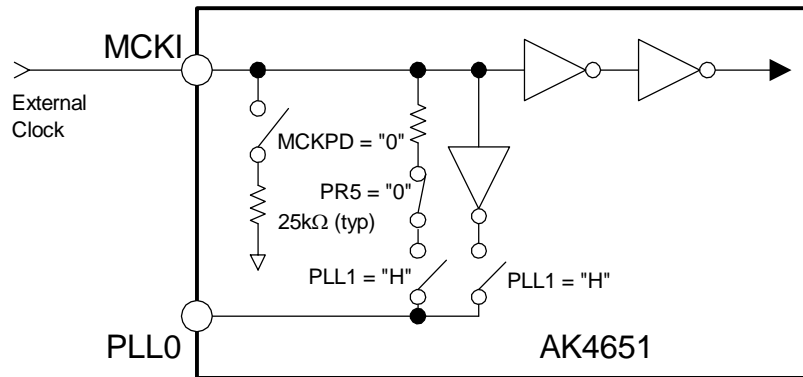 MCKI
External
Clock
MCKPD = "0"
PR5 = "0"
25kΩ (typ)
PLL1 = "H"
PLL1 = "H"
PLL0
AK4651